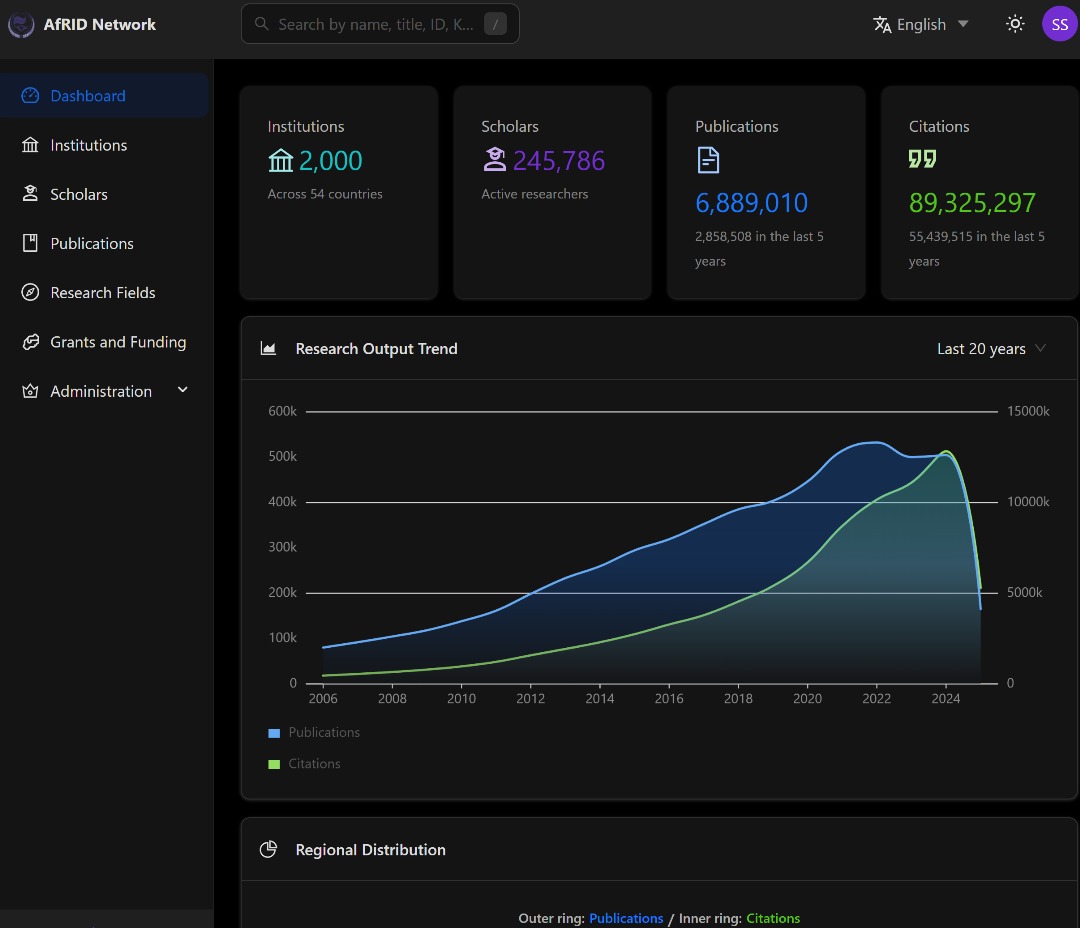 AfRID Network
Search by name, title, ID, K... /
English
SS
Dashboard
Institutions
Scholars
Publications
Research Fields
Grants and Funding
Administration
Institutions
2,000
Across 54 countries
Scholars
245,786
Active researchers
Publications
6,889,010
2,858,508 in the last 5
years
Citations
89,325,297
55,439,515 in the last 5
years
Research Output Trend
Last 20 years
600k 15000k
500k
400k 10000k
300k
200k 5000k
100k
0 0
2006 2008 2010 2012 2014 2016 2018 2020 2022 2024
Publications
Citations
Regional Distribution
Outer ring: Publications / Inner ring: Citations